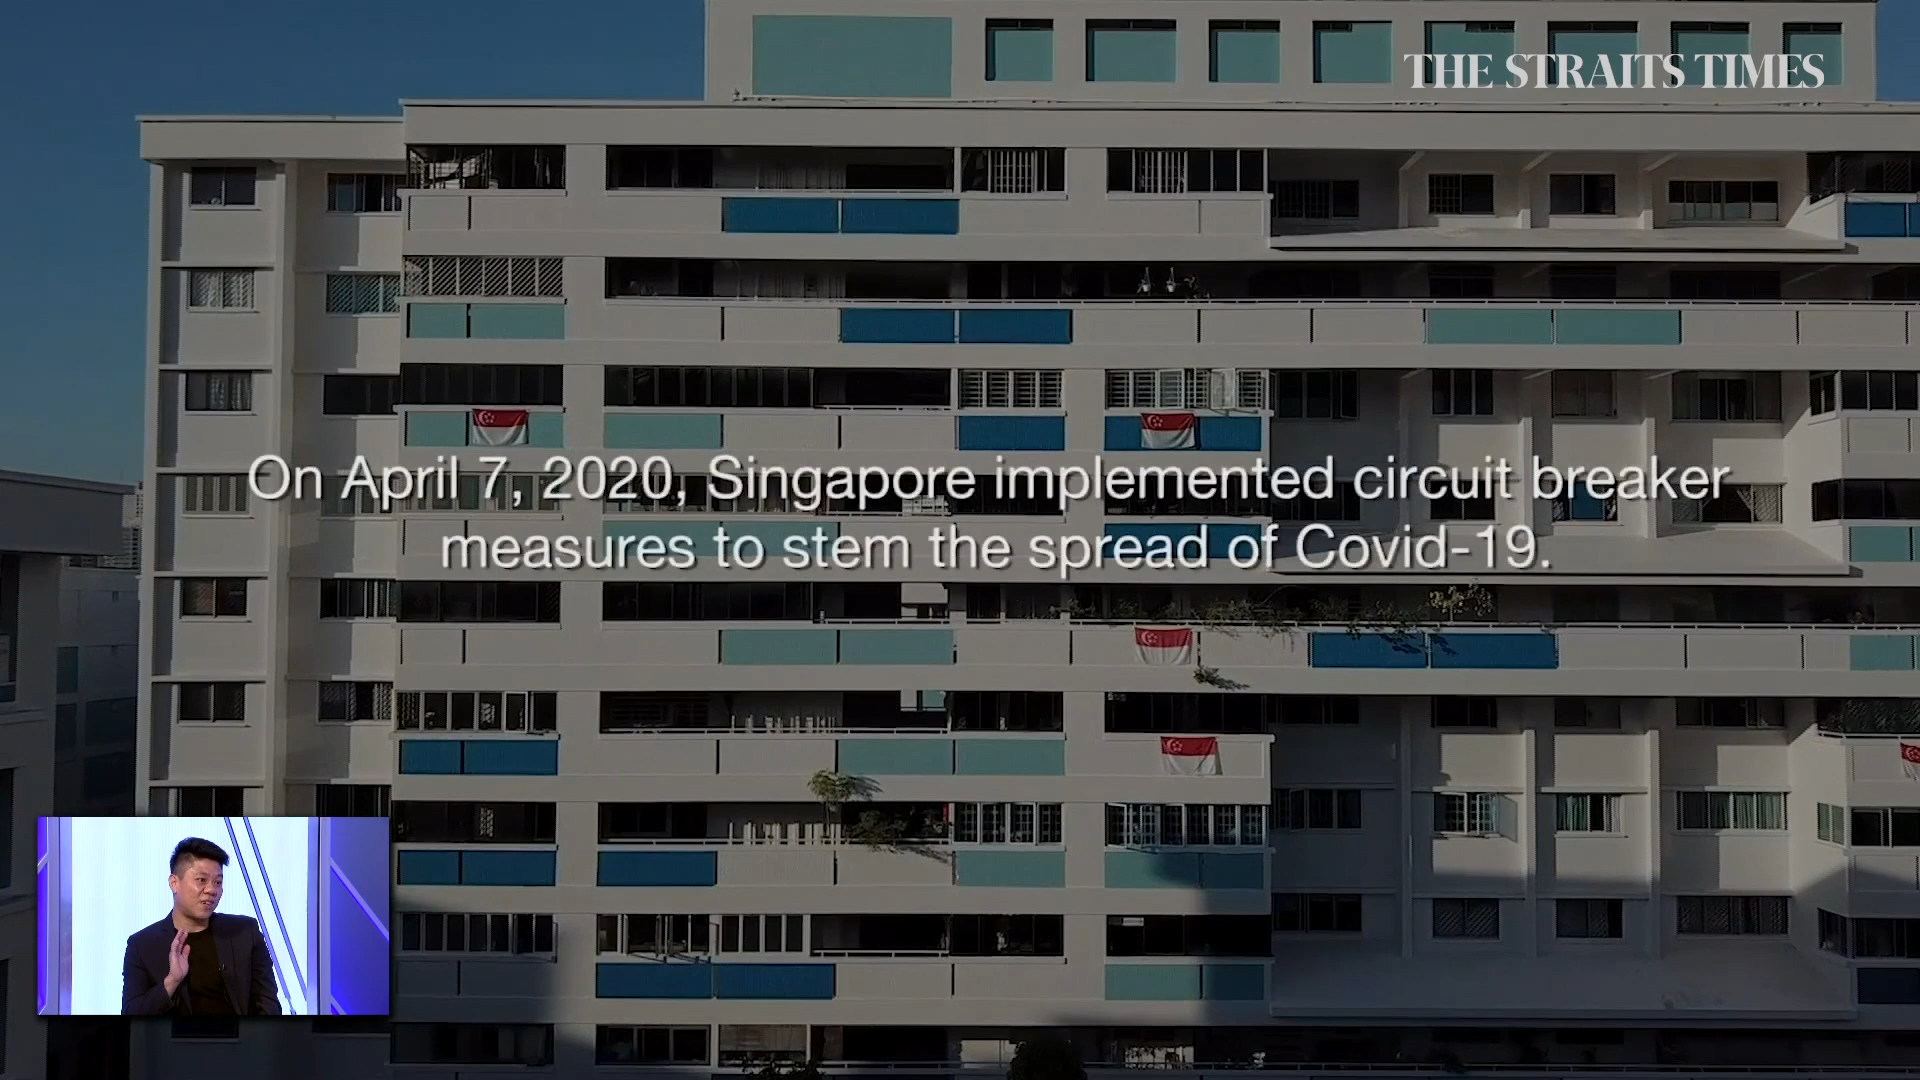 THE STRAITS TIMES
On April 7, 2020, Singapore implemented circuit breaker
measures to stem the spread of Covid-19.